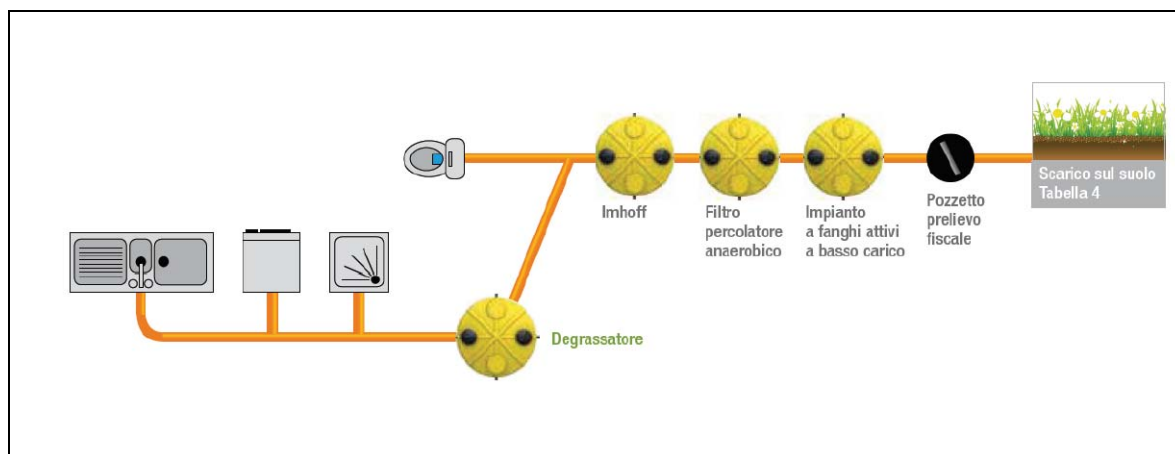 Imhoff
Filtro
percolatore
anaerobico
Impianto
a fanghi attivi
a basso carico
Pozzetto
prelievo
fiscale
Scarico sul suolo
Tabella 4
Degrassatore